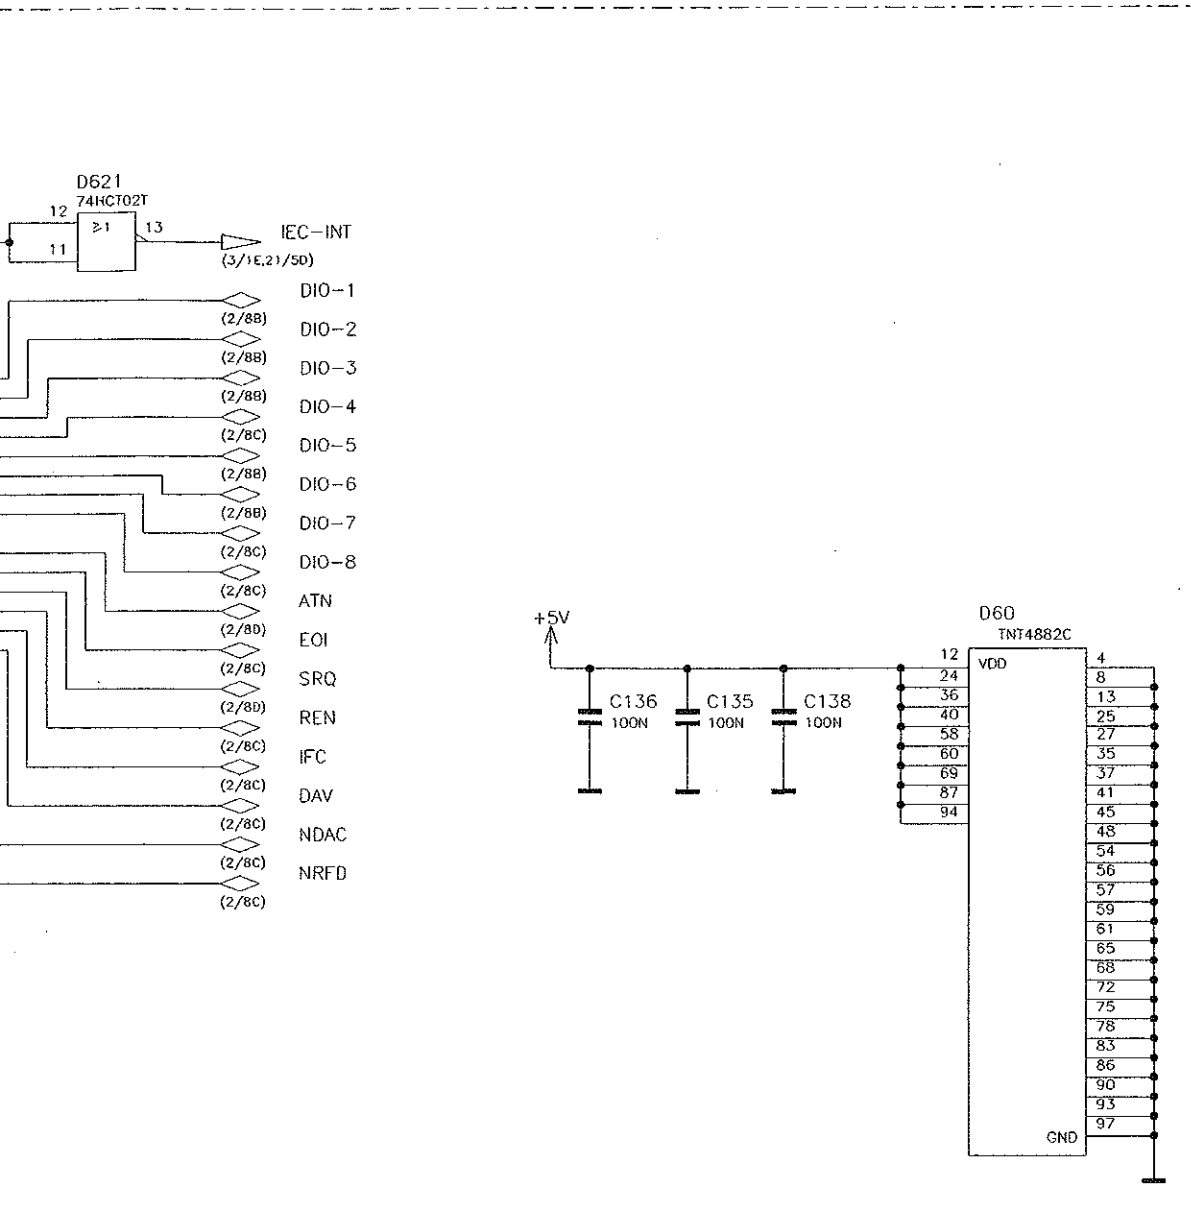 D621
74HCT02T
12
≥1
13
11
IEC-INT
(3/1E,21/5D)
DIO-1
(2/8B)
DIO-2
(2/8B)
DIO-3
(2/8B)
DIO-4
(2/8C)
DIO-5
(2/8B)
DIO-6
(2/8B)
DIO-7
(2/8C)
DIO-8
(2/8C)
ATN
(2/8D)
EOI
(2/8C)
SRQ
(2/8D)
REN
(2/8C)
IFC
(2/8C)
DAV
(2/8C)
NDAC
(2/8C)
NRFD
(2/8C)
+5V
C136
100N
C135
100N
C138
100N
D60
TNT4882C
VDD
12
24
36
40
58
60
69
87
94
4
8
13
25
27
35
37
41
45
48
54
56
57
59
61
65
68
72
75
78
83
86
90
93
97
GND